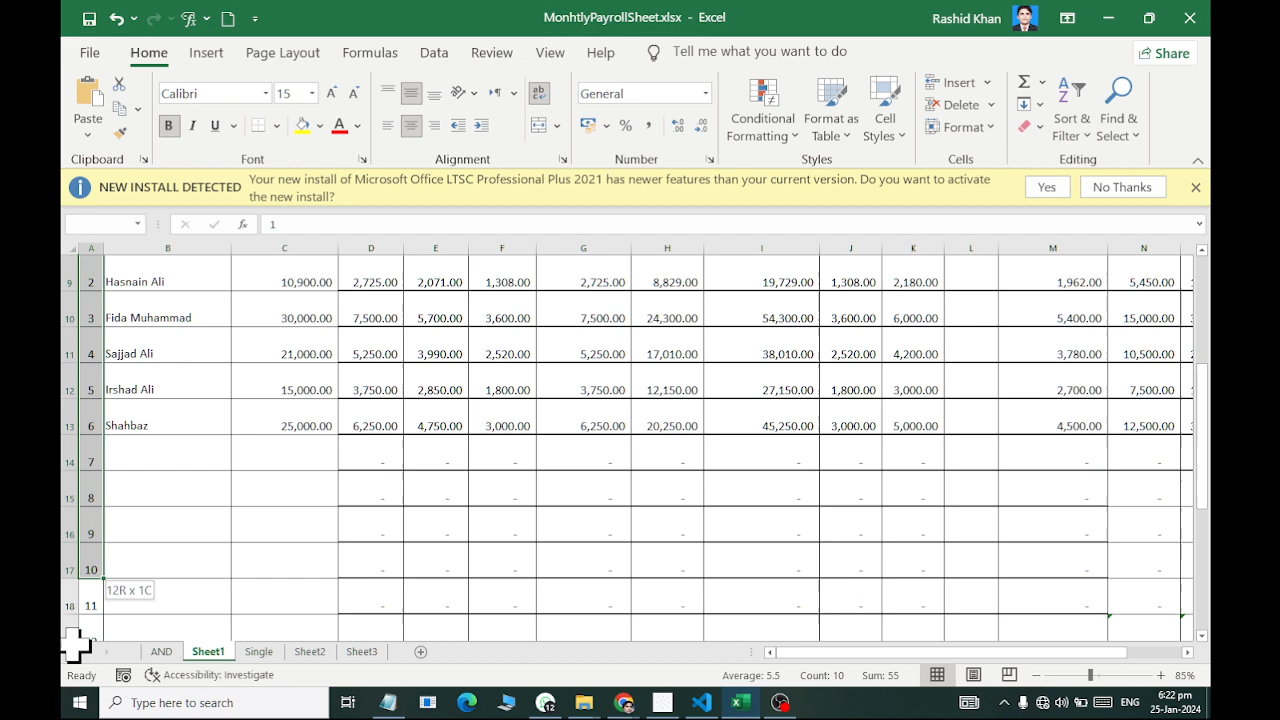 MonhtlyPayrollSheet.xlsx - Excel
Rashid Khan
File Home Insert Page Layout Formulas Data Review View Help Tell me what you want to do Share
Paste
Calibri 15
B I U
General
Conditional Formatting
Format as Table
Cell Styles
Insert
Delete
Format
Sort & Filter
Find & Select
Clipboard Font Alignment Number Styles Cells Editing
NEW INSTALL DETECTED Your new install of Microsoft Office LTSC Professional Plus 2021 has newer features than your current version. Do you want to activate
the new install?
Yes No Thanks
fx 1
A B C D E F G H I J K L M N
9 2 Hasnain Ali 10,900.00 2,725.00 2,071.00 1,308.00 2,725.00 8,829.00 19,729.00 1,308.00 2,180.00 1,962.00 5,450.00
10 3 Fida Muhammad 30,000.00 7,500.00 5,700.00 3,600.00 7,500.00 24,300.00 54,300.00 3,600.00 6,000.00 5,400.00 15,000.00
11 4 Sajjad Ali 21,000.00 5,250.00 3,990.00 2,520.00 5,250.00 17,010.00 38,010.00 2,520.00 4,200.00 3,780.00 10,500.00
12 5 Irshad Ali 15,000.00 3,750.00 2,850.00 1,800.00 3,750.00 12,150.00 27,150.00 1,800.00 3,000.00 2,700.00 7,500.00
13 6 Shahbaz 25,000.00 6,250.00 4,750.00 3,000.00 6,250.00 20,250.00 45,250.00 3,000.00 5,000.00 4,500.00 12,500.00
14 7 - - - - - - - - - -
15 8 - - - - - - - - - -
16 9 - - - - - - - - - -
17 10 - - - - - - - - - -
12R x 1C
18 11 - - - - - - - - - -
AND Sheet1 Single Sheet2 Sheet3
Ready Accessibility: Investigate Average: 5.5 Count: 10 Sum: 55 85%
Type here to search
12
ENG
6:22 pm
25-Jan-2024